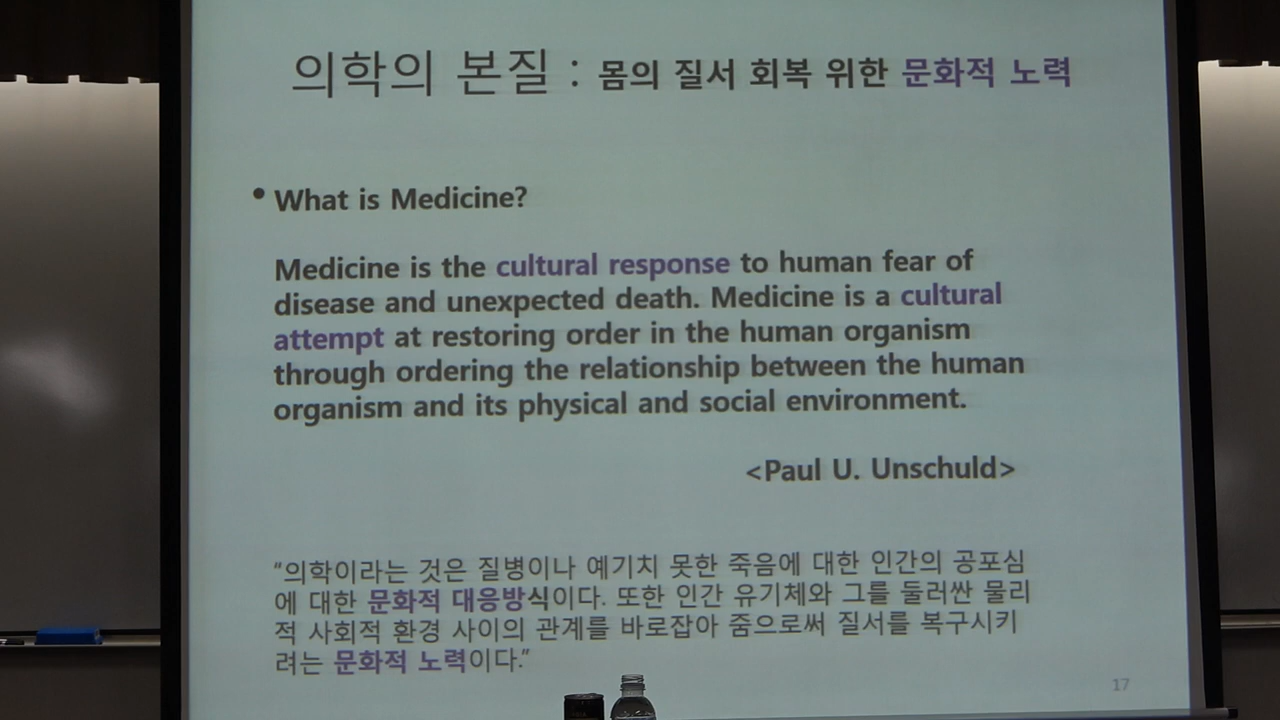 의학의 본질 : 몸의 질서 회복 위한 문화적 노력
• What is Medicine?
Medicine is the cultural response to human fear of
disease and unexpected death. Medicine is a cultural
attempt at restoring order in the human organism
through ordering the relationship between the human
organism and its physical and social environment.
<Paul U. Unschuld>
“의학이라는 것은 질병이나 예기치 못한 죽음에 대한 인간의 공포심
에 대한 문화적 대응방식이다. 또한 인간 유기체와 그를 둘러싼 물리
적 사회적 환경 사이의 관계를 바로잡아 줌으로써 질서를 복구시키
려는 문화적 노력이다.”
17